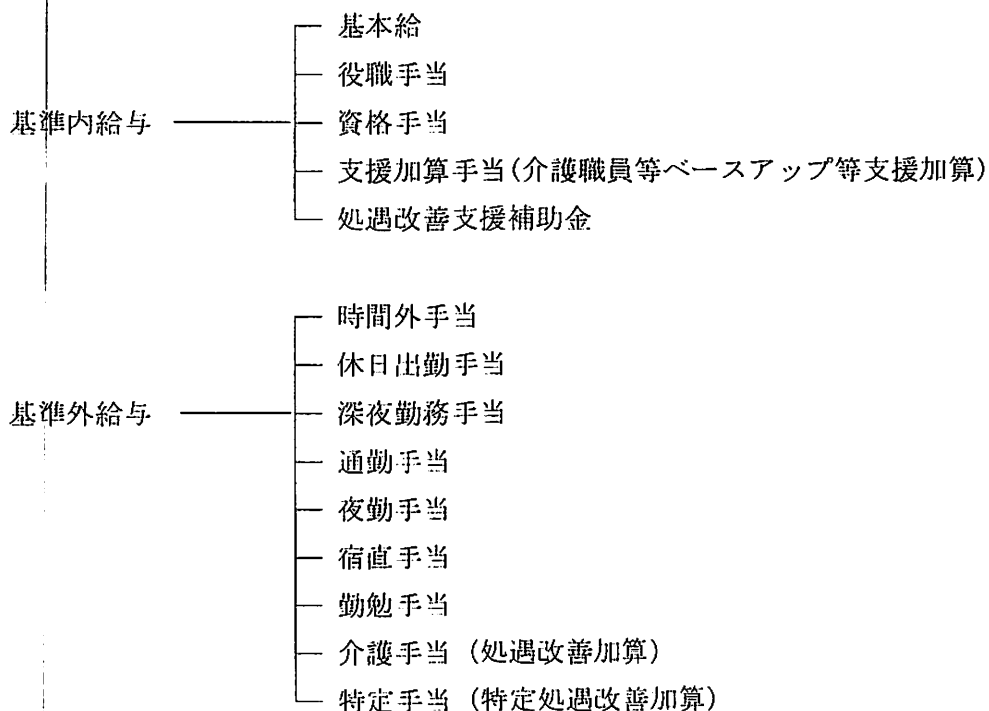 基本給
役職手当
基準内給与
資格手当
支援加算手当(介護職員等ベースアップ等支援加算)
処遇改善支援補助金
時間外手当
休日出勤手当
基準外給与
深夜勤務手当
通勤手当
夜勤手当
宿直手当
勤勉手当
介護手当（処遇改善加算）
特定手当（特定処遇改善加算）